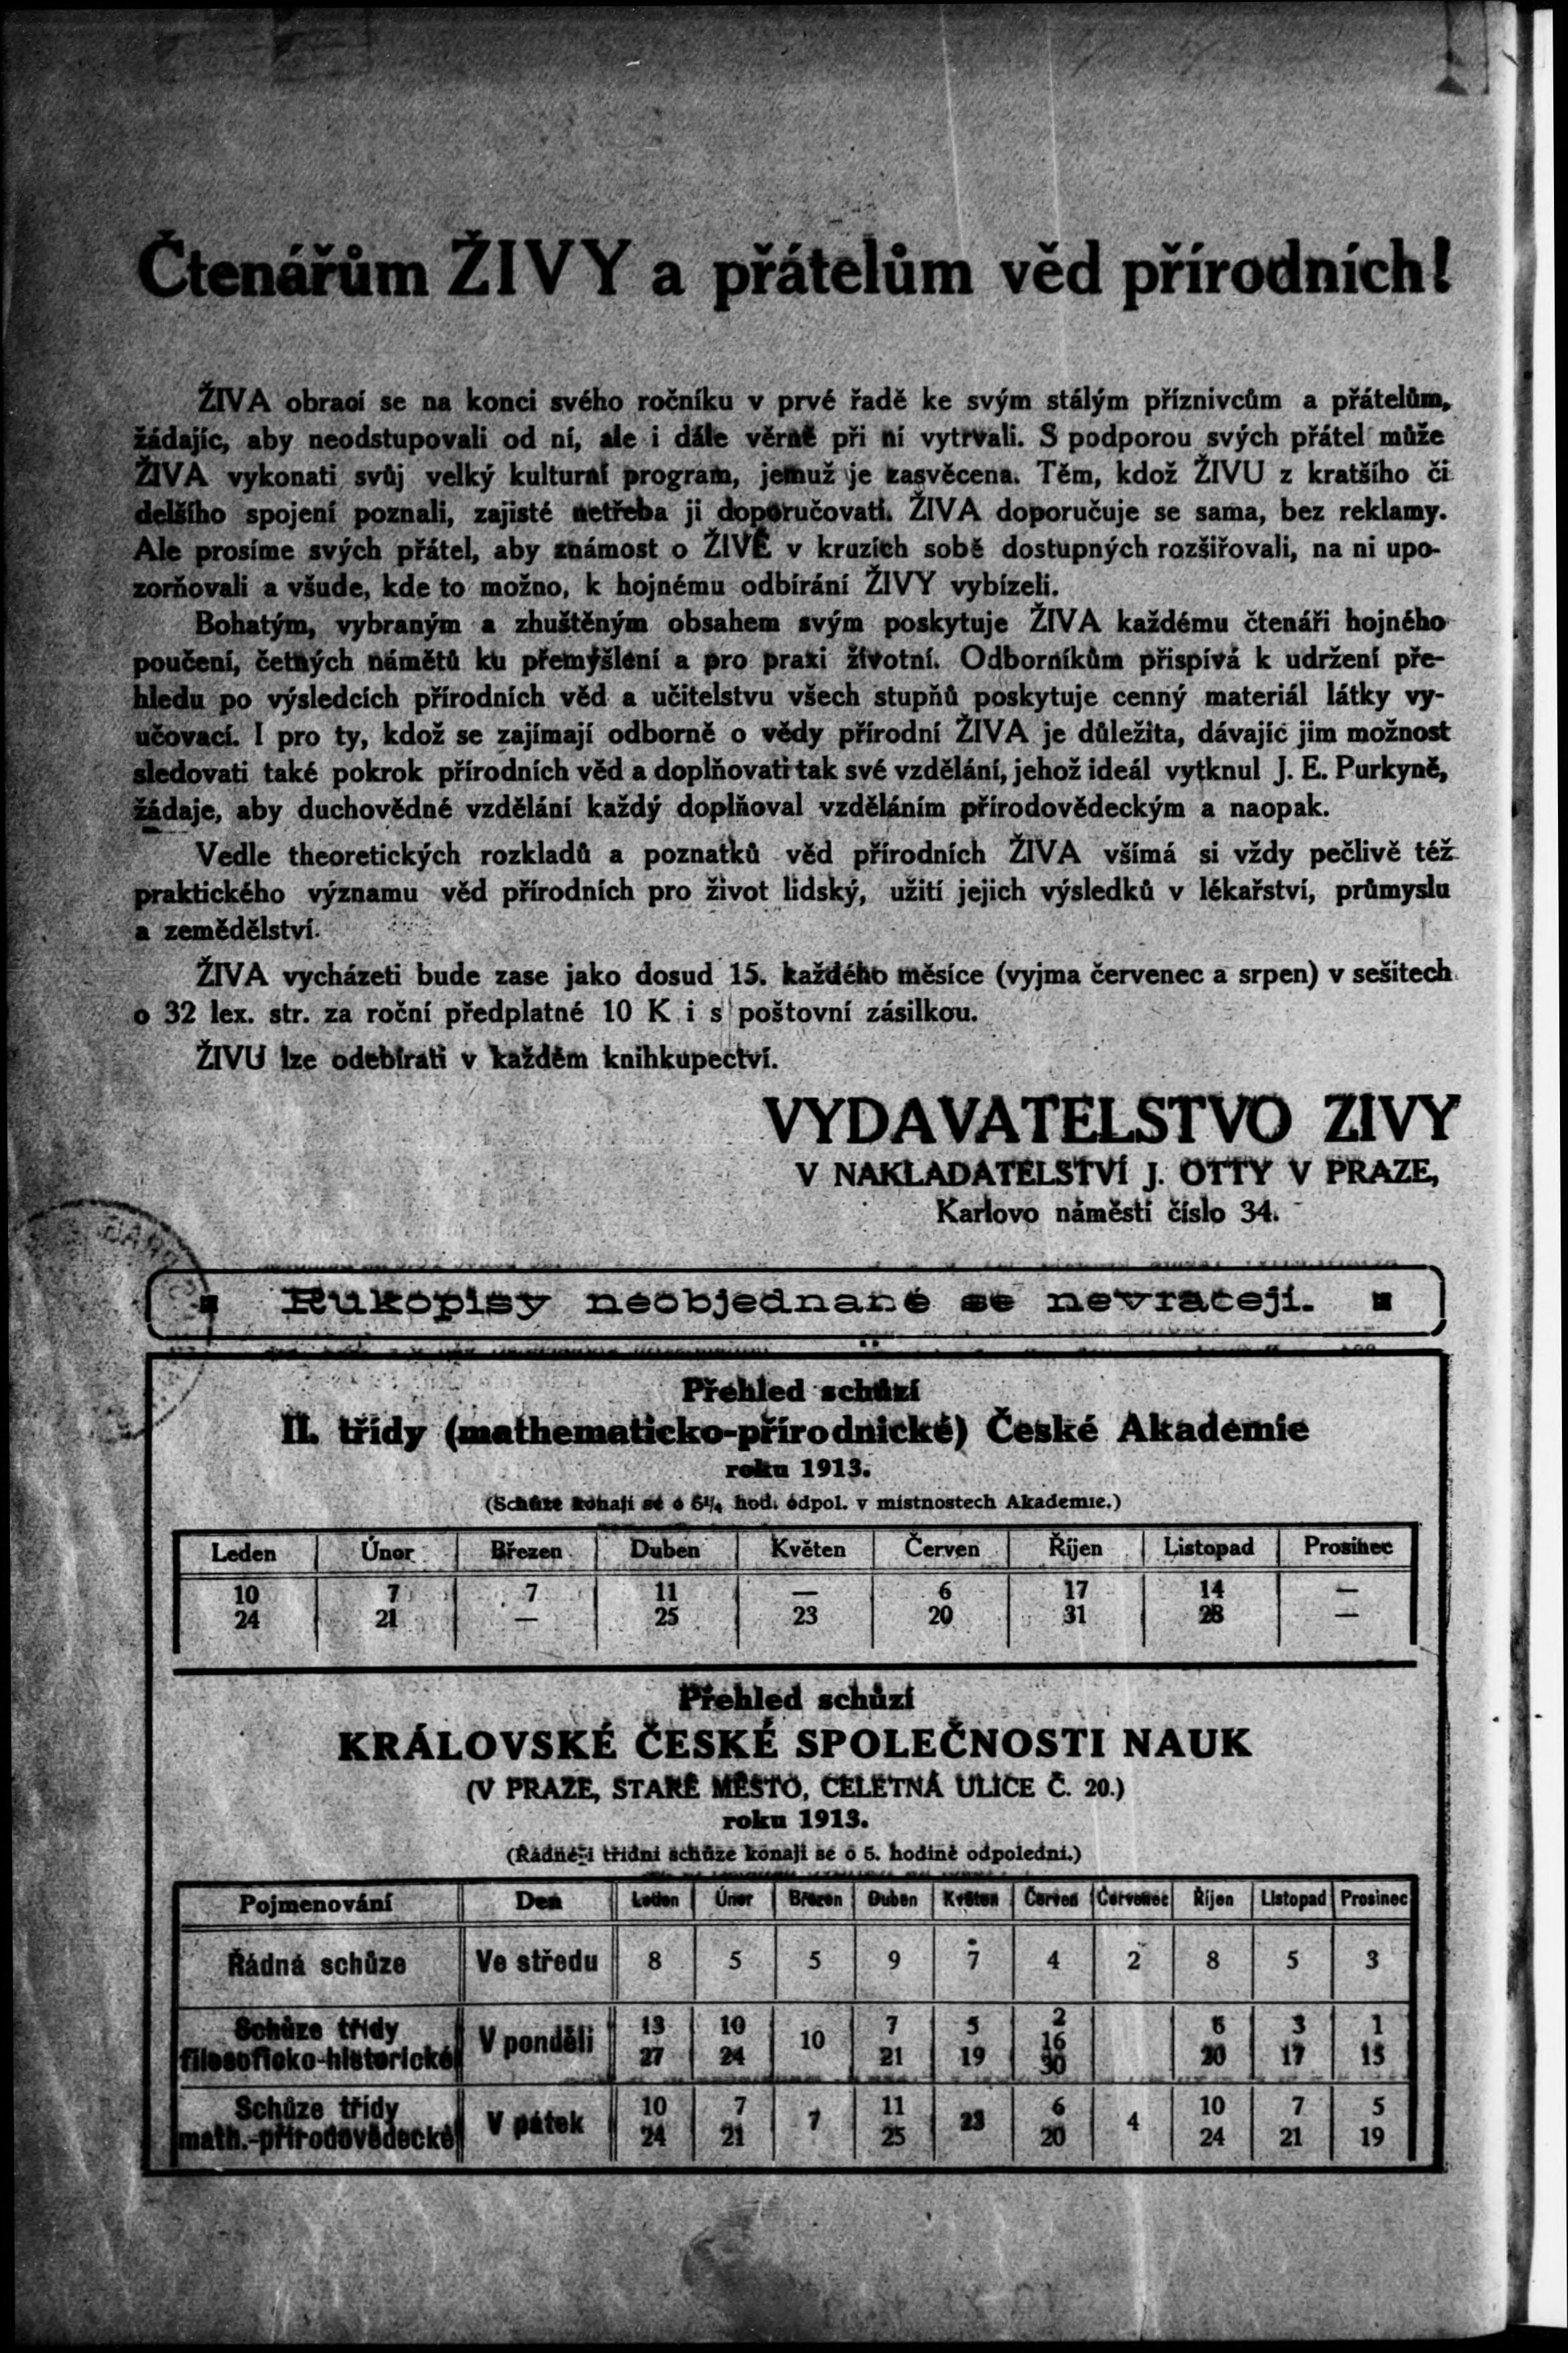 Čtenářům ŽIVY a přátelům věd přírodních!
ŽIVA obrací se na konci svého ročníku v prvé řadě ke svým stálým příznivcům a přátelům,
žádajíc, aby neodstupovali od ní, ale i dále věrně při ní vytrvali. S podporou svých přátel může
ŽIVA vykonati svůj velký kulturní program, jemuž je zasvěcena. Těm, kdož ŽIVU z kratšího či
delšího spojení poznali, zajisté netřeba ji doporučovati. ŽIVA doporučuje se sama, bez reklamy.
Ale prosíme svých přátel, aby známost o ŽIVĚ v kruzích sobě dostupných rozšiřovali, na ni upo-
zorňovali a všude, kde to možno, k hojnému odbírání ŽIVY vybízeli.
Bohatým, vybraným a zhuštěným obsahem svým poskytuje ŽIVA každému čtenáři hojného
poučení, četných námětů ku přemýšlení a pro praxi životní. Odborníkům přispívá k udržení pře-
hledu po výsledcích přírodních věd a učitelstvu všech stupňů poskytuje cenný materiál látky vy-
učovací. I pro ty, kdož se zajímají odborně o vědy přírodní ŽIVA je důležita, dávajíc jim možnost
sledovati také pokrok přírodních věd a doplňovati tak své vzdělání, jehož ideál vytknul J. E. Purkyně,
žádaje, aby duchovědné vzdělání každý doplňoval vzděláním přírodovědeckým a naopak.
Vedle theoretických rozkladů a poznatků věd přírodních ŽIVA všímá si vždy pečlivě též
praktického významu věd přírodních pro život lidský, užití jejich výsledků v lékařství, průmyslu
a zemědělství.
ŽIVA vycházeti bude zase jako dosud 15. každého měsíce (vyjma červenec a srpen) v sešitech
o 32 lex. str. za roční předplatné 10 K i s poštovní zásilkou.
ŽIVU lze odebírati v každém knihkupectví.
VYDAVATELSTVO ŽIVY
V NAKLADATELSTVÍ J. OTTY V PRAZE,
Karlovo náměstí číslo 34.
Rukopisy neobjednané se nevracejí.
Přehled schůzí
II. třídy (mathematicko-přírodnické) České Akademie
roku 1913.
(Schůze konají se o 5¼ hod. odpol. v místnostech Akademie.)
Leden Únor Březen Duben Květen Červen Říjen Listopad Prosinec
10 7 7 11 — 6 17 14 —
24 21 — 25 23 20 31 28 —
Přehled schůzí
KRÁLOVSKÉ ČESKÉ SPOLEČNOSTI NAUK
(V PRAZE, STARÉ MĚSTO, CELETNÁ ULICE Č. 20.)
roku 1913.
(Řádné i třídní schůze konají se o 5. hodině odpolední.)
Pojmenování Den Leden Únor Březen Duben Květen Červen Červenec Říjen Listopad Prosinec
Řádná schůze Ve středu 8 5 5 9 7 4 2 8 5 3
Schůze třídy filosoficko-historické V pondělí 13 27 10 24 10 7 21 5 19 2 16 30 6 20 3 17 1 15
Schůze třídy math.-přírodovědecké V pátek 10 24 7 21 7 11 25 23 6 20 4 10 24 7 21 5 19